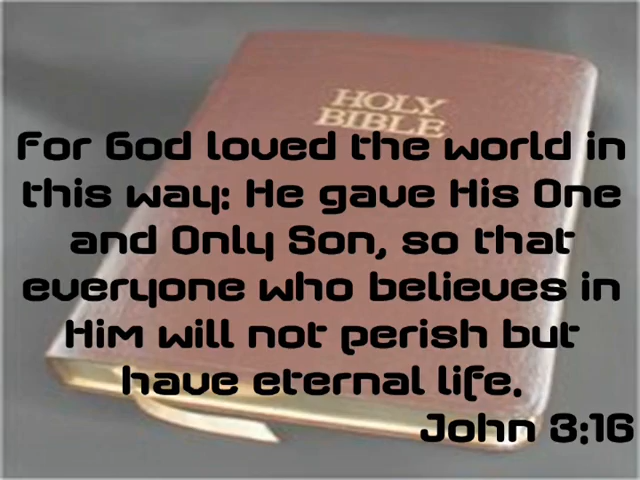 HOLY
BIBLE
For God loved the world in
this way: He gave His One
and Only Son, so that
everyone who believes in
Him will not perish but
have eternal life.
John 3:16